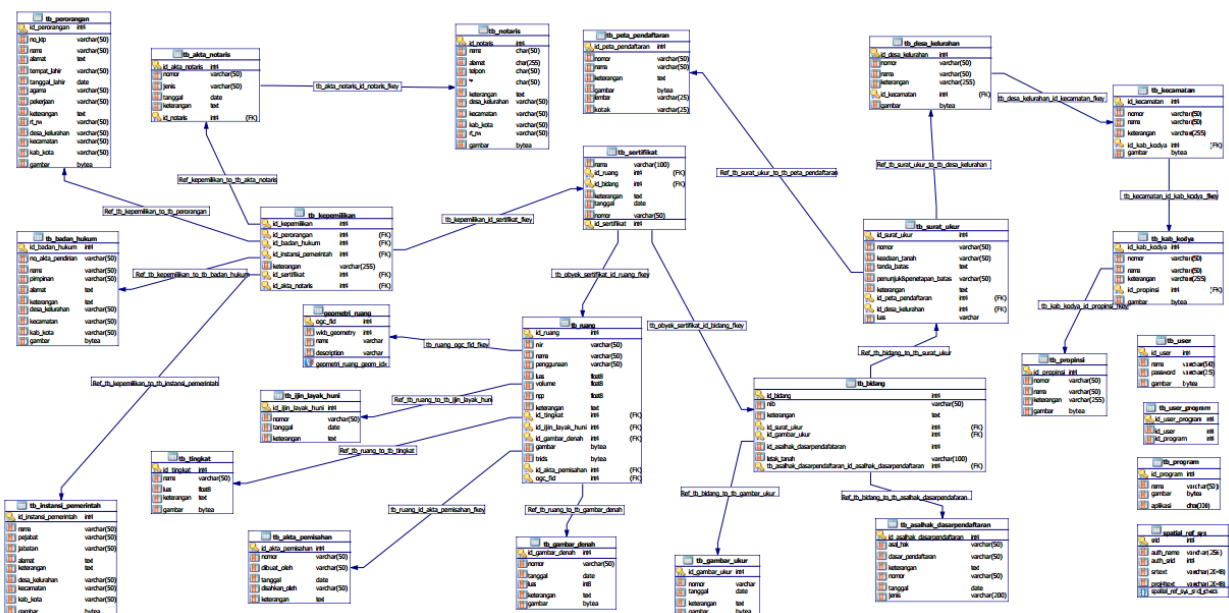 tb_perorangan
id_perorangan int4
no_ktp varchar(50)
nama varchar(50)
alamat text
tempat_lahir varchar(50)
tanggal_lahir date
agama varchar(50)
pekerjaan varchar(50)
keterangan text
rt_rw varchar(50)
desa_kelurahan varchar(50)
kecamatan varchar(50)
kab_kota varchar(50)
gambar bytea
tb_akta_notaris
id_akta_notaris int4
nomor varchar(50)
jenis varchar(50)
tanggal date
keterangan text
id_notaris int4 (FK)
tb_akta_notaris_id_notaris_fkey
tb_notaris
id_notaris int4
nama char(50)
alamat char(255)
telpon char(50)
char(50)
keterangan text
desa_kelurahan varchar(50)
kecamatan varchar(50)
kab_kota varchar(50)
rt_rw varchar(50)
gambar bytea
tb_peta_pendaftaran
id_peta_pendaftaran int4
nomor varchar(50)
nama varchar(50)
keterangan text
gambar bytea
lembar varchar(25)
kotak varchar(25)
tb_desa_kelurahan
id_desa_kelurahan int4
nomor varchar(50)
nama varchar(50)
keterangan varchar(255)
id_kecamatan int4 (FK)
gambar bytea
tb_desa_kelurahan_id_kecamatan_fkey
tb_kecamatan
id_kecamatan int4
nomor varchar(50)
nama varchar(50)
keterangan varchar(255)
id_kab_kodya int4 (FK)
gambar bytea
tb_kecamatan_id_kab_kodya_fkey
tb_kab_kodya
id_kab_kodya int4
nomor varchar(50)
nama varchar(50)
keterangan varchar(255)
id_propinsi int4 (FK)
gambar bytea
tb_kab_kodya_id_propinsi_fkey
tb_propinsi
id_propinsi int4
nomor varchar(50)
nama varchar(50)
keterangan varchar(255)
gambar bytea
Ref_kepemilikan_to_tb_akta_notaris
Ref_tb_kepemilikan_to_tb_perorangan
tb_kepemilikan
id_kepemilikan int4
id_perorangan int4 (FK)
id_badan_hukum int4 (FK)
id_instansi_pemerintah int4 (FK)
keterangan varchar(255)
id_sertifikat int4 (FK)
id_akta_notaris int4 (FK)
tb_kepemilikan_id_sertifikat_fkey
tb_sertifikat
nama varchar(100)
id_ruang int4 (FK)
id_bidang int4 (FK)
keterangan text
tanggal date
nomor varchar(50)
id_sertifikat int4
Ref_tb_surat_ukur_to_tb_peta_pendaftaran
Ref_tb_surat_ukur_to_tb_desa_kelurahan
tb_surat_ukur
id_surat_ukur int4
nomor varchar(50)
keadaan_tanah varchar(50)
tanda_batas text
penunjuk&penetapan_batas varchar(50)
keterangan text
id_peta_pendaftaran int4 (FK)
id_desa_kelurahan int4 (FK)
luas varchar
tb_badan_hukum
id_badan_hukum int4
no_akta_pendirian varchar(50)
nama varchar(50)
pimpinan varchar(50)
alamat text
keterangan text
desa_kelurahan varchar(50)
kecamatan varchar(50)
kab_kota varchar(50)
gambar bytea
Ref_tb_kepemilikan_to_tb_badan_hukum
Ref_tb_kepemilikan_to_tb_instansi_pemerintah
tb_obyek_sertifikat_id_ruang_fkey
tb_obyek_sertifikat_id_bidang_fkey
geometri_ruang
ogc_fid int4
wkb_geometry int4
nama varchar
description varchar
geometri_ruang_geom_idx
tb_ruang_ogc_fid_fkey
tb_ruang
id_ruang int4
nir varchar(50)
nama varchar(50)
penggunaan varchar(50)
luas float8
volume float8
npp float8
keterangan text
id_tingkat int4 (FK)
id_ijin_layak_huni int4 (FK)
id_gambar_denah int4 (FK)
gambar bytea
trids bytea
id_akta_pemisahan int4 (FK)
ogc_fid int4 (FK)
tb_ijin_layak_huni
id_ijin_layak_huni int4
nomor varchar(50)
tanggal date
keterangan text
Ref_tb_ruang_to_tb_ijin_layak_huni
Ref_tb_ruang_to_tb_tingkat
tb_tingkat
id_tingkat int4
nama varchar(50)
luas float8
keterangan text
gambar bytea
tb_ruang_id_akta_pemisahan_fkey
Ref_tb_ruang_to_tb_gambar_denah
tb_instansi_pemerintah
id_instansi_pemerintah int4
nama varchar(50)
pejabat varchar(50)
jabatan varchar(50)
alamat text
keterangan text
desa_kelurahan varchar(50)
kecamatan varchar(50)
kab_kota varchar(50)
gambar bytea
tb_akta_pemisahan
id_akta_pemisahan int4
nomor varchar(50)
dibuat_oleh varchar(50)
tanggal date
disahkan_oleh varchar(50)
keterangan text
tb_gambar_denah
id_gambar_denah int4
nomor varchar(50)
tanggal date
luas int8
keterangan text
gambar bytea
Ref_tb_bidang_to_tb_surat_ukur
tb_bidang
id_bidang int4
nib varchar(50)
keterangan text
id_surat_ukur int4 (FK)
id_gambar_ukur int4 (FK)
id_asalhak_dasarpendafataran int4
letak_tanah varchar(100)
tb_asalhak_dasarpendaftaran_id_asalhak_dasarpendaftaran int4 (FK)
Ref_tb_bidang_to_tb_gambar_ukur
Ref_tb_bidang_to_tb_asalhak_dasarpendaftaran
tb_gambar_ukur
id_gambar_ukur int4
nomor varchar
tanggal date
keterangan text
gambar bytea
tb_asalhak_dasarpendaftaran
id_asalhak_dasarpendaftaran int4
asal_hak varchar(50)
dasar_pendaftaran varchar(50)
keterangan text
nomor varchar(50)
tanggal date
jenis varchar(200)
tb_user
id_user int4
nama varchar(50)
password
gambar bytea
tb_user_program
id_user_program int4
id_user int4
id_program int4
tb_program
id_program int4
nama varchar(50)
gambar bytea
aplikasi
spatial_ref_sys
srid int4
auth_name varchar(256)
auth_srid int4
srtext varchar(2048)
proj4text varchar(2048)